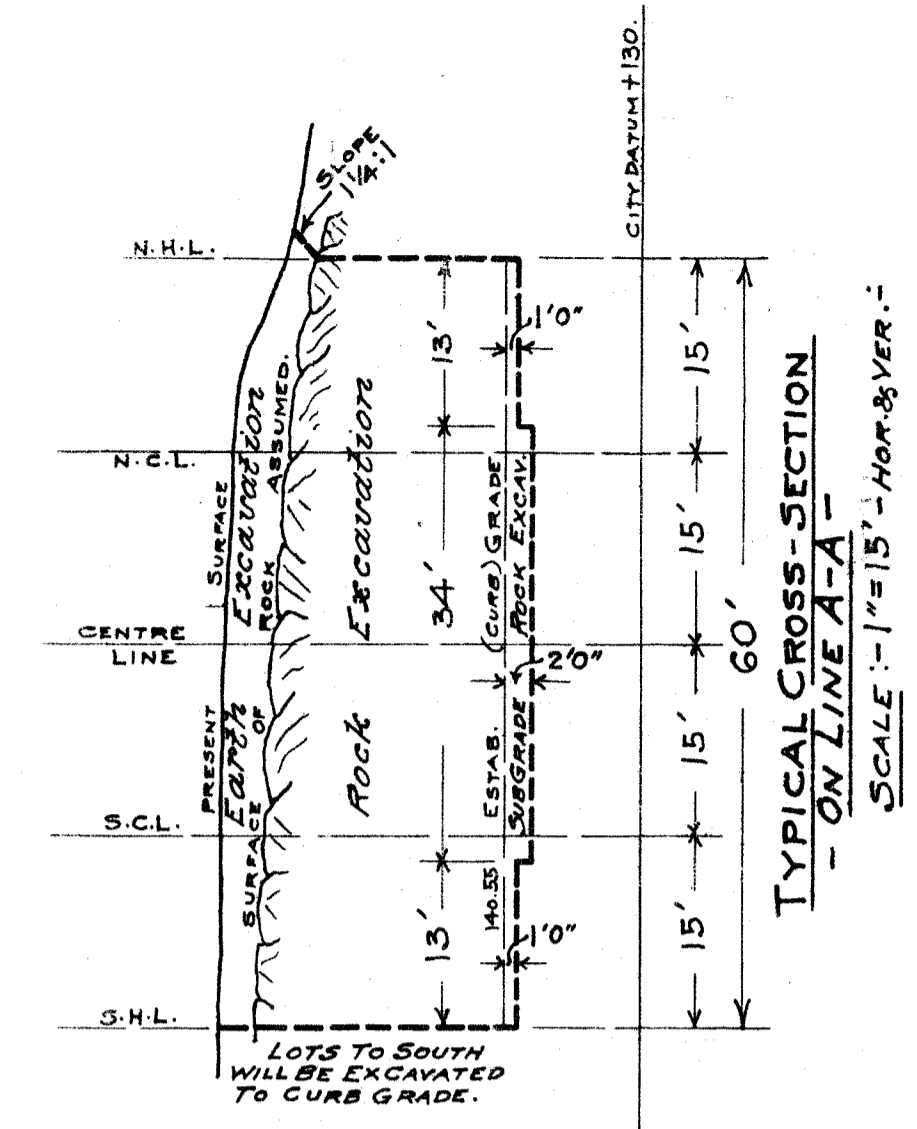 CITY DATUM +130.
SLOPE
1¼:1
N.H.L.
1'0"
13'
15'
N.C.L.
PRESENT SURFACE
Earth Excavation
SURFACE OF ROCK ASSUMED.
Rock Excavation
34'
ESTAB. (CURB) GRADE
SUBGRADE ROCK EXCAV.
15'
CENTRE
LINE
2'0"
60'
15'
S.C.L.
140.55
13'
1'0"
15'
S.H.L.
LOTS TO SOUTH
WILL BE EXCAVATED
TO CURB GRADE.
TYPICAL CROSS-SECTION
- ON LINE A-A -
SCALE :- 1"=15' - HOR. & VER. -